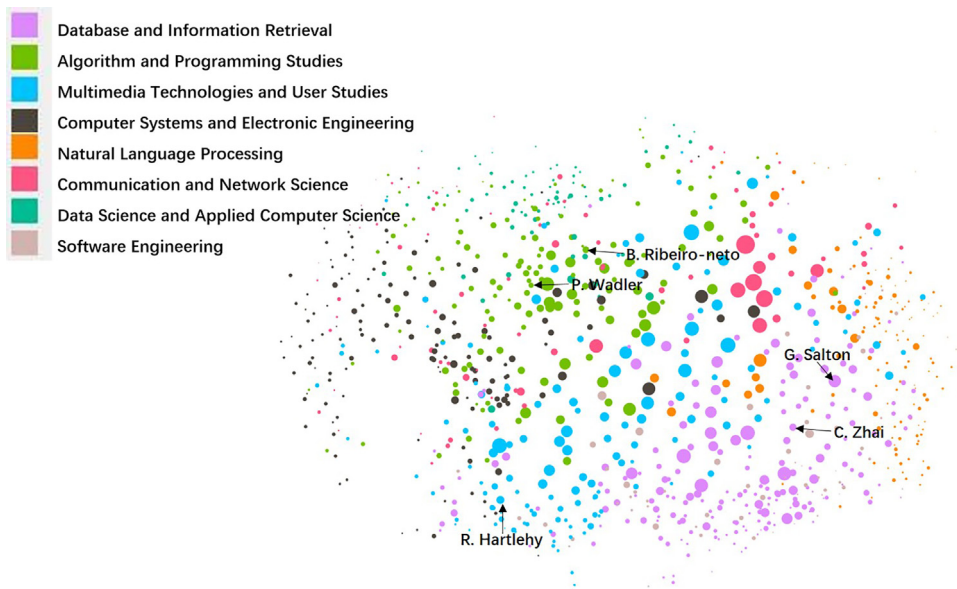 Database and Information Retrieval
Algorithm and Programming Studies
Multimedia Technologies and User Studies
Computer Systems and Electronic Engineering
Natural Language Processing
Communication and Network Science
Data Science and Applied Computer Science
Software Engineering
B. Ribeiro-neto
P. Wadler
G. Salton
C. Zhai
R. Hartlehy